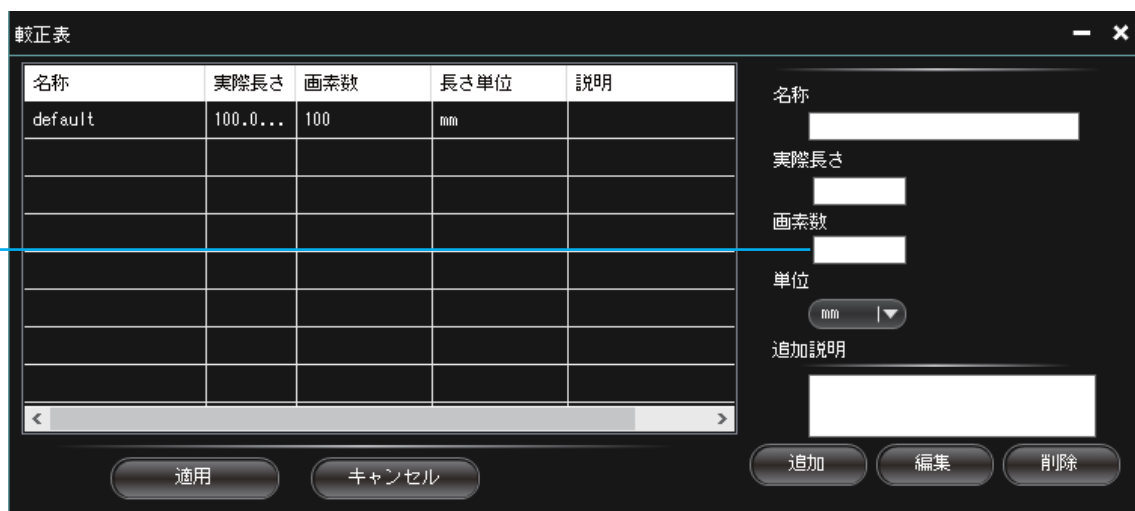 較正表
名称 実際長さ 画素数 長さ単位 説明
default 100.0... 100 mm
名称
実際長さ
画素数
単位
mm
追加説明
追加 編集 削除
適用 キャンセル